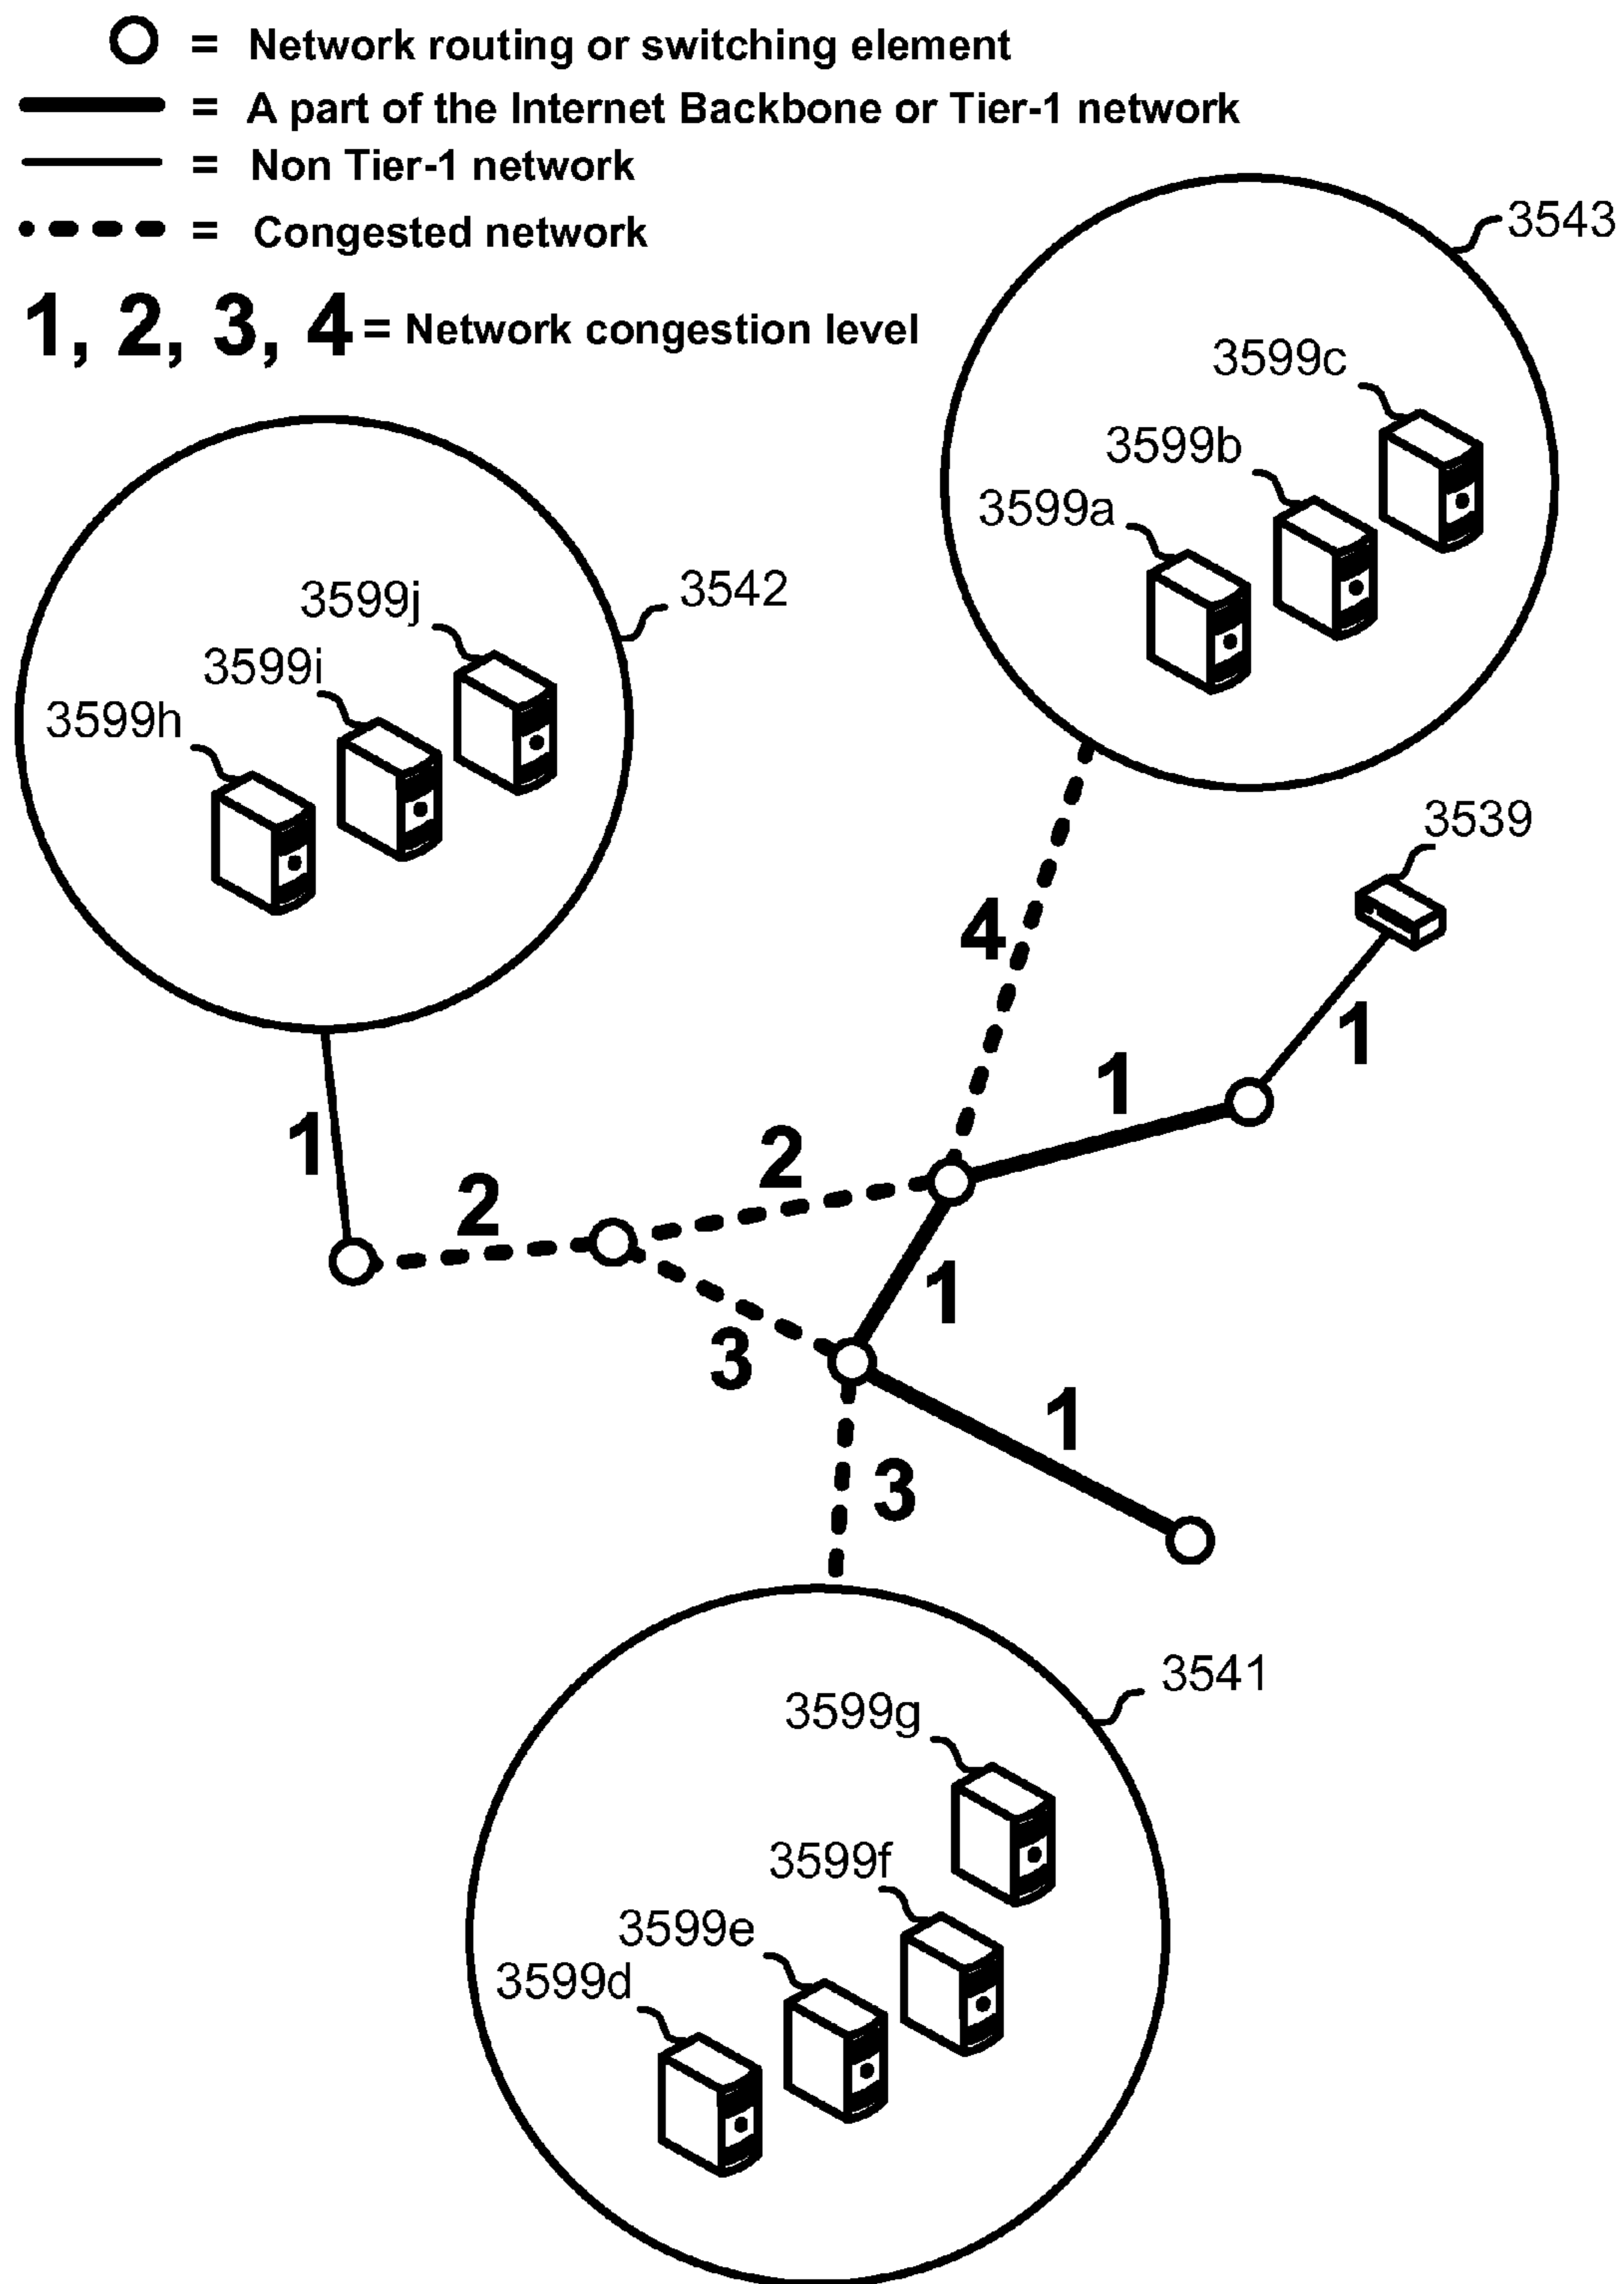 = Network routing or switching element
= A part of the Internet Backbone or Tier-1 network
= Non Tier-1 network
= Congested network
1, 2, 3, 4 = Network congestion level
3543
3599c
3599b
3599a
3542
3599j
3599i
3599h
3539
4
1
1
1
2
2
1
3
1
3
3541
3599g
3599f
3599e
3599d